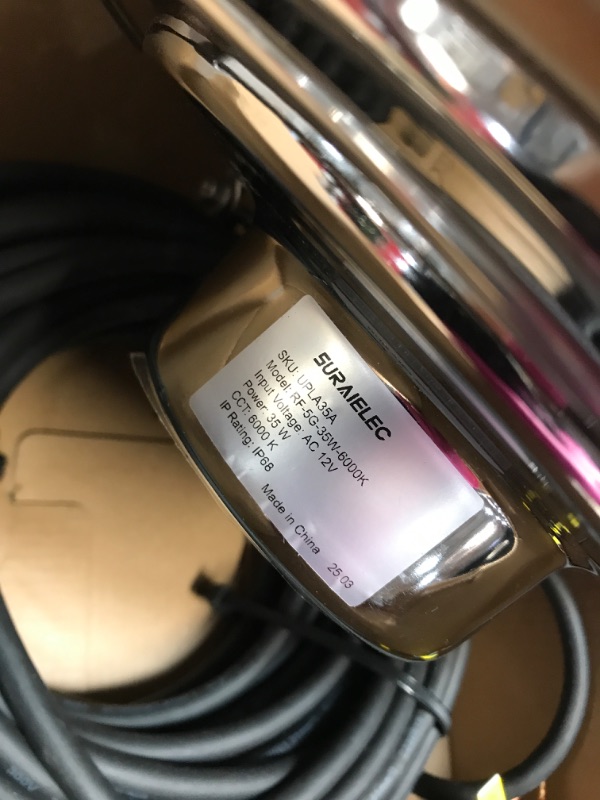 SURAIELEC
SKU: UPLA35A
Model: RF-5G-35W-6000K
Input Voltage: AC 12V
Power: 35 W
CCT: 6000 K
IP Rating: IP68
Made in China
25 03